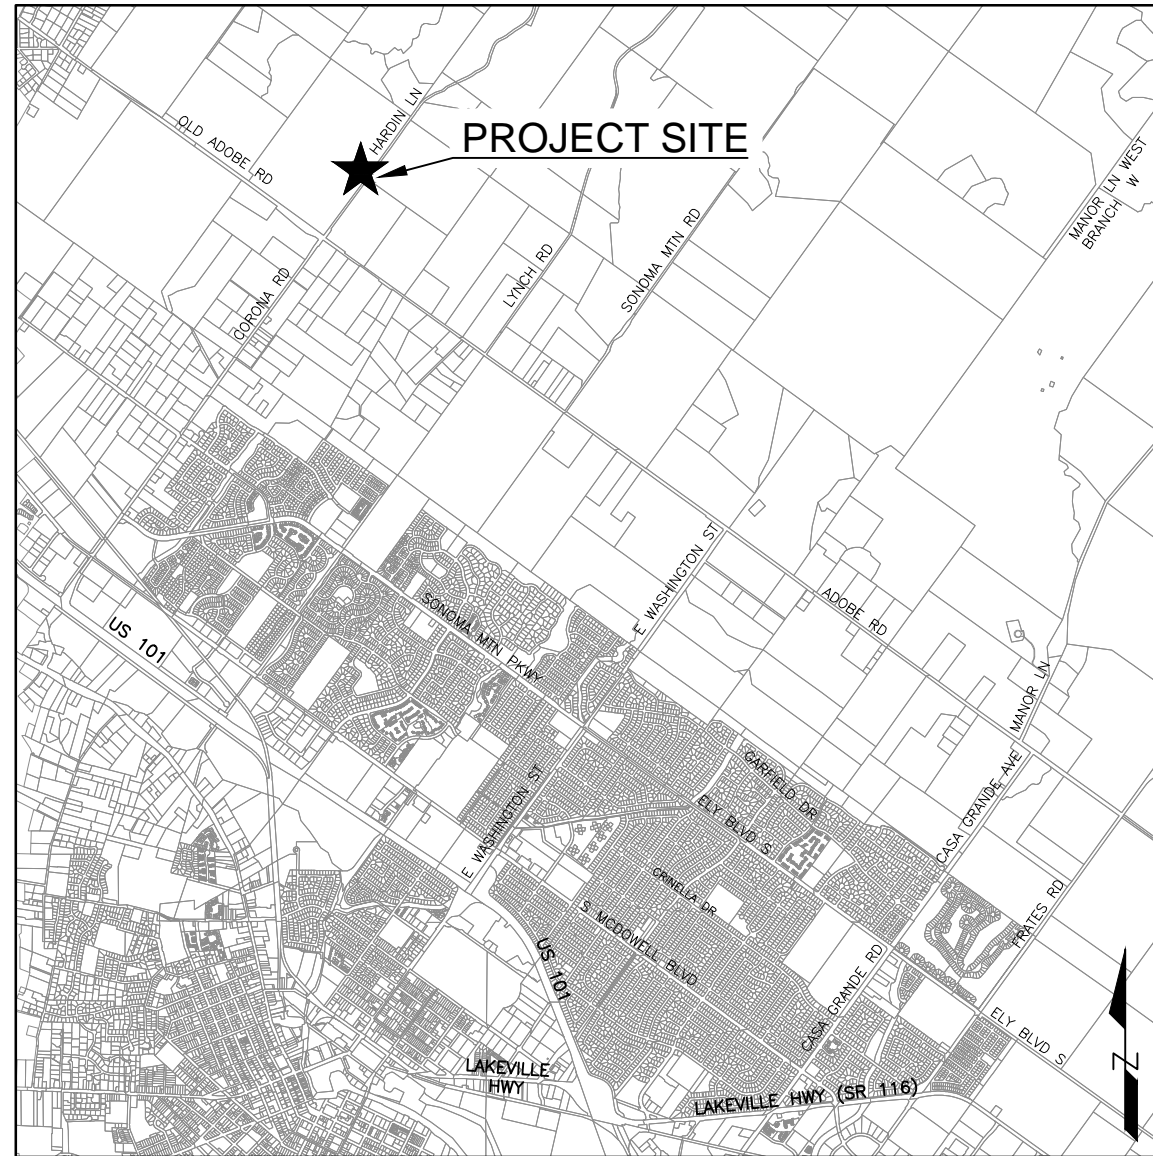 HARDIN LN
PROJECT SITE
OLD ADOBE RD
MANOR LN WEST
BRANCH W
CORONA RD
LYNCH RD
SONOMA MTN RD
E WASHINGTON ST
ADOBE RD
SONOMA MTN PKWY
US 101
MANOR LN
GARFIELD DR
CASA GRANDE AVE
E WASHINGTON ST
ELY BLVD S
CRINELLA DR
S MCDOWELL BLVD
FRATES RD
US 101
CASA GRANDE RD
ELY BLVD S
LAKEVILLE
HWY
LAKEVILLE HWY (SR 116)
N